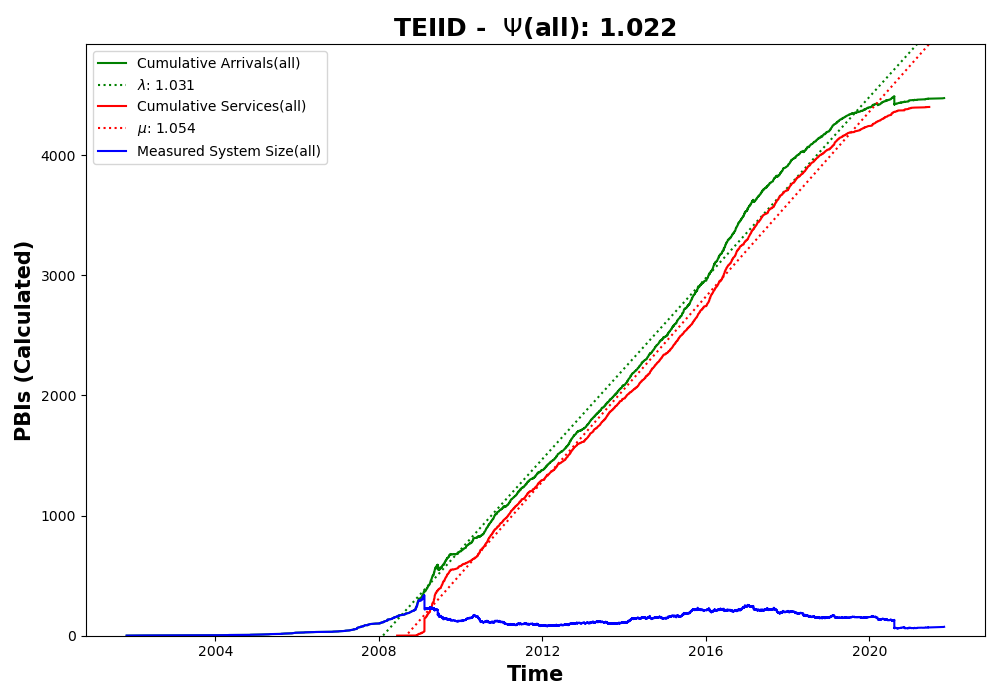 TEIID - Ψ(all): 1.022
Cumulative Arrivals(all)
λ: 1.031
Cumulative Services(all)
μ: 1.054
Measured System Size(all)
PBIs (Calculated)
4000
3000
2000
1000
0
2004
2008
2012
2016
2020
Time